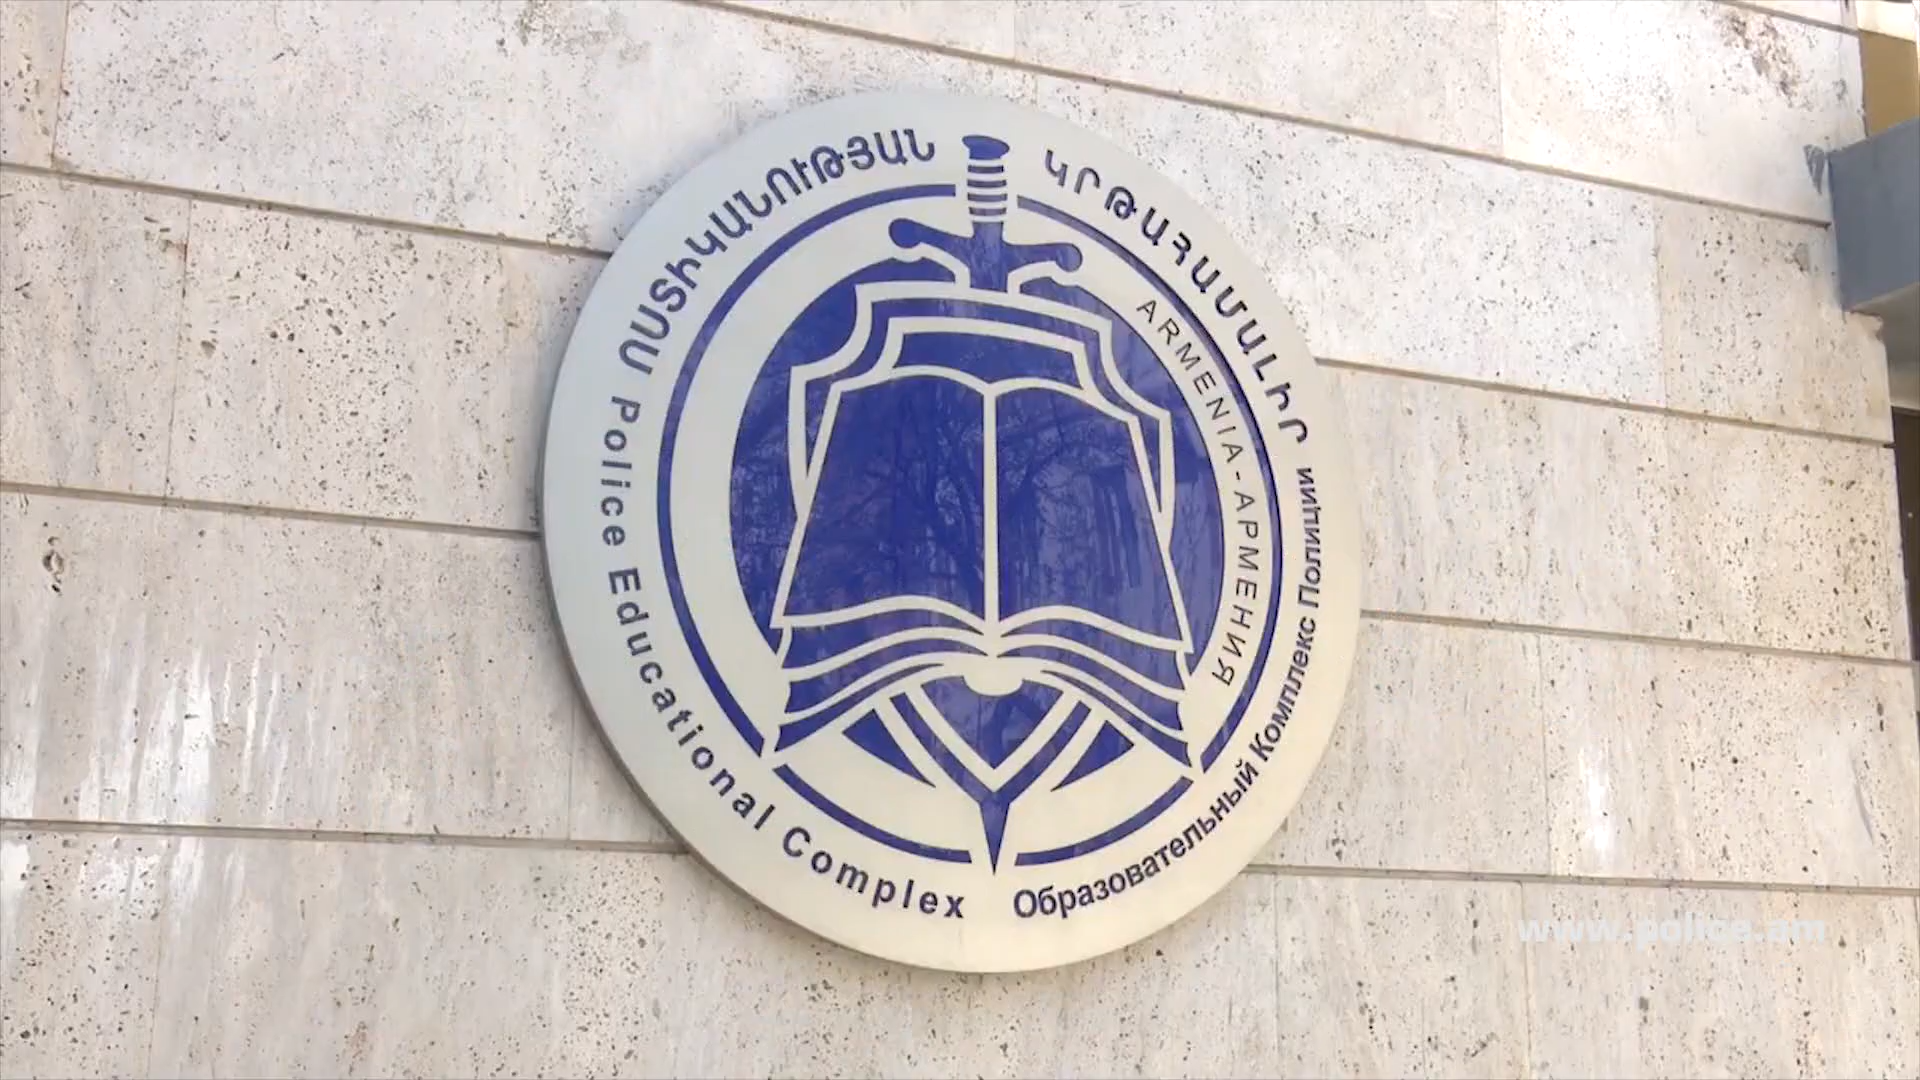 ՈՍՏԻԿԱՆՈՒԹՅԱՆ ԿՐԹԱՀԱՄԱԼԻՐ
ARMENIA-АРМЕНИЯ
Police Educational Complex
Образовательный Комплекс Полиции
www.police.am